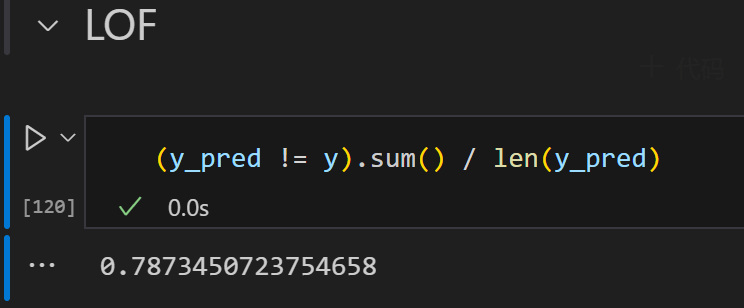 LOF
+ 代码
(y_pred != y).sum() / len(y_pred)
[120]
0.0s
0.7873450723754658